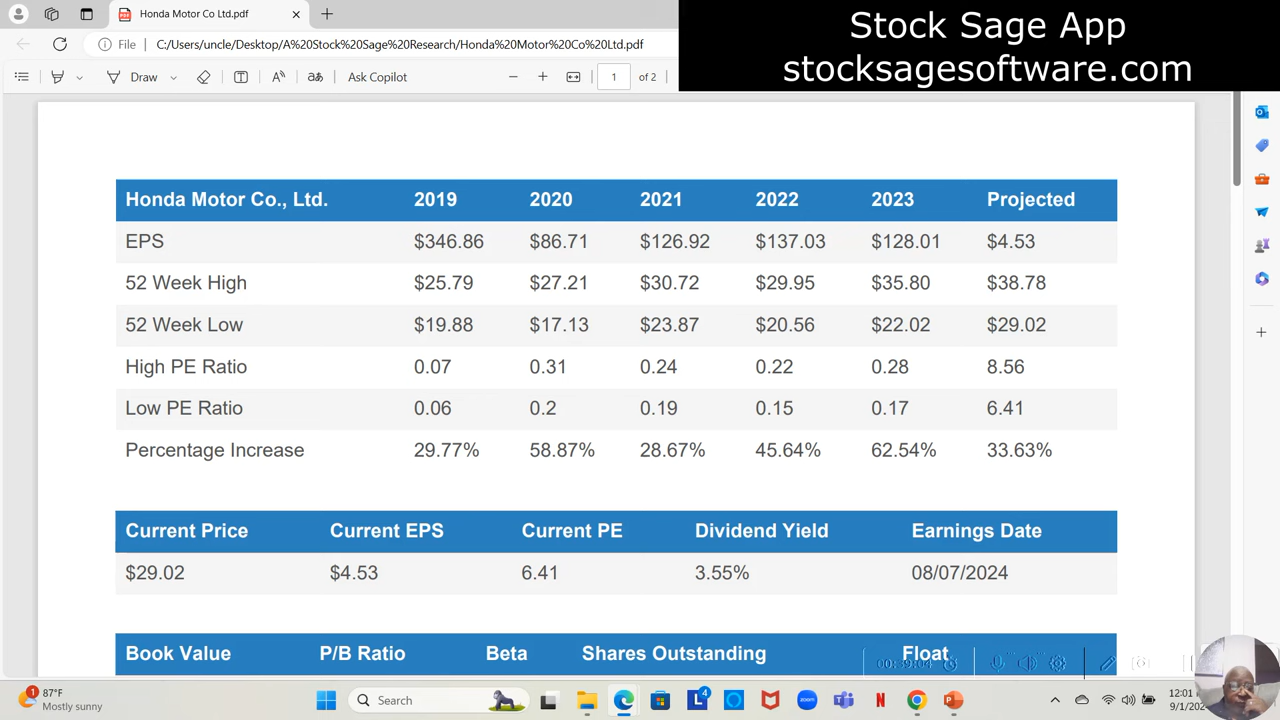 Honda Motor Co Ltd.pdf
Stock Sage App
stocksagesoftware.com
File C:/Users/uncle/Desktop/A%20Stock%20Sage%20Research/Honda%20Motor%20Co%20Ltd.pdf
Draw Ask Copilot 1 of 2
Honda Motor Co., Ltd. 2019 2020 2021 2022 2023 Projected
EPS $346.86 $86.71 $126.92 $137.03 $128.01 $4.53
52 Week High $25.79 $27.21 $30.72 $29.95 $35.80 $38.78
52 Week Low $19.88 $17.13 $23.87 $20.56 $22.02 $29.02
High PE Ratio 0.07 0.31 0.24 0.22 0.28 8.56
Low PE Ratio 0.06 0.2 0.19 0.15 0.17 6.41
Percentage Increase 29.77% 58.87% 28.67% 45.64% 62.54% 33.63%
Current Price Current EPS Current PE Dividend Yield Earnings Date
$29.02 $4.53 6.41 3.55% 08/07/2024
Book Value P/B Ratio Beta Shares Outstanding Float
87°F
Mostly sunny
Search
12:01
9/1/